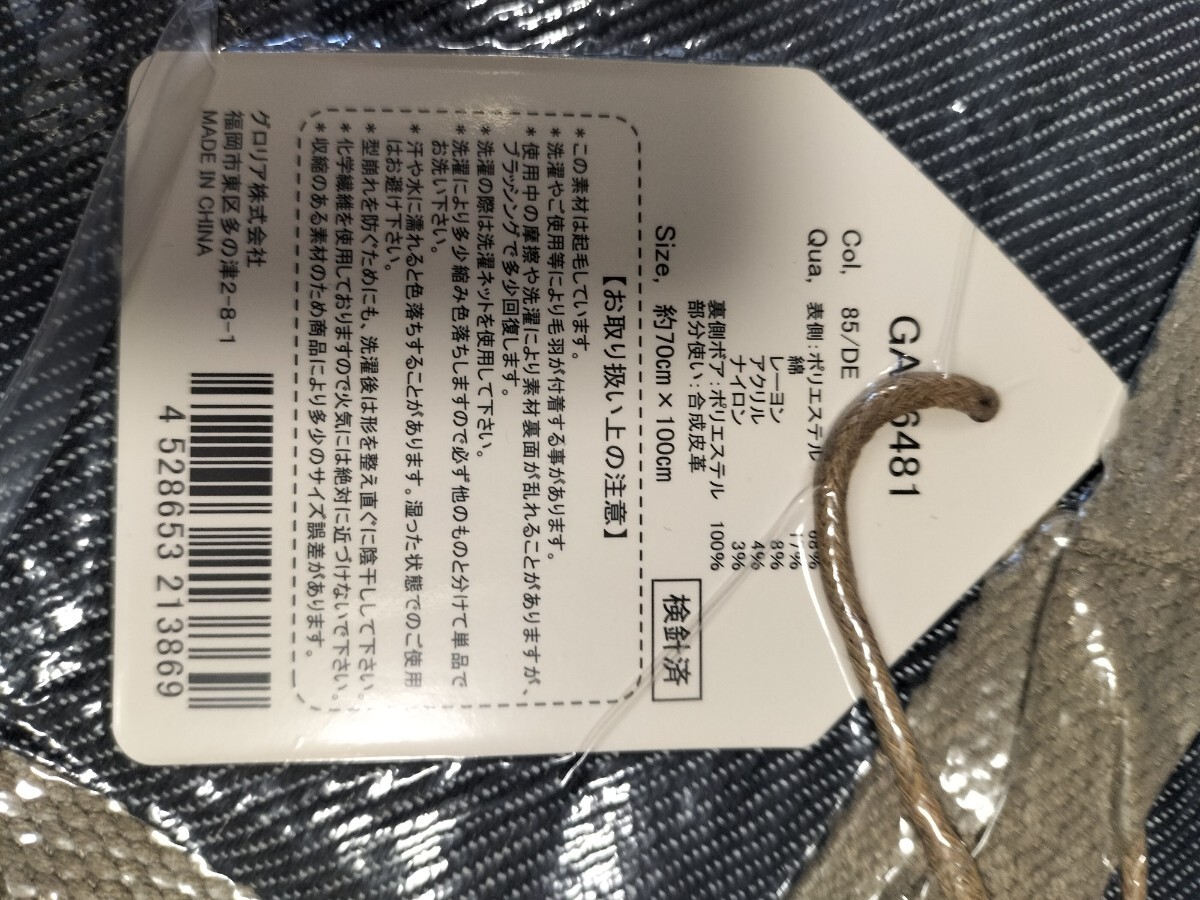 GA 6481
Col, 85/DE
Qua, 表側:ポリエステル 68%
綿 17%
レーヨン 8%
アクリル 4%
ナイロン 3%
裏側ボア:ポリエステル 100%
部分使い:合成皮革
Size, 約70cm×100cm
検針済
【お取り扱い上の注意】
*この素材は起毛しています。
*洗濯やご使用等により毛羽が付着する事があります。
*使用中の摩擦や洗濯により素材裏面が乱れることがありますが、
ブラッシングで多少回復します。
*洗濯の際は洗濯ネットを使用して下さい。
*洗濯により多少縮み色落ちしますので必ず他のものと分けて単品で
お洗い下さい。
*汗や水に濡れると色落ちすることがあります。湿った状態でのご使用
はお避け下さい。
*型崩れを防ぐためにも、洗濯後は形を整え直ぐに陰干しして下さい。
*化学繊維を使用しておりますので火気には絶対に近づけないで下さい。
*収縮のある素材のため商品により多少のサイズ誤差があります。
グロリア株式会社
福岡市東区多の津2-8-1
MADE IN CHINA
4 528653 213869